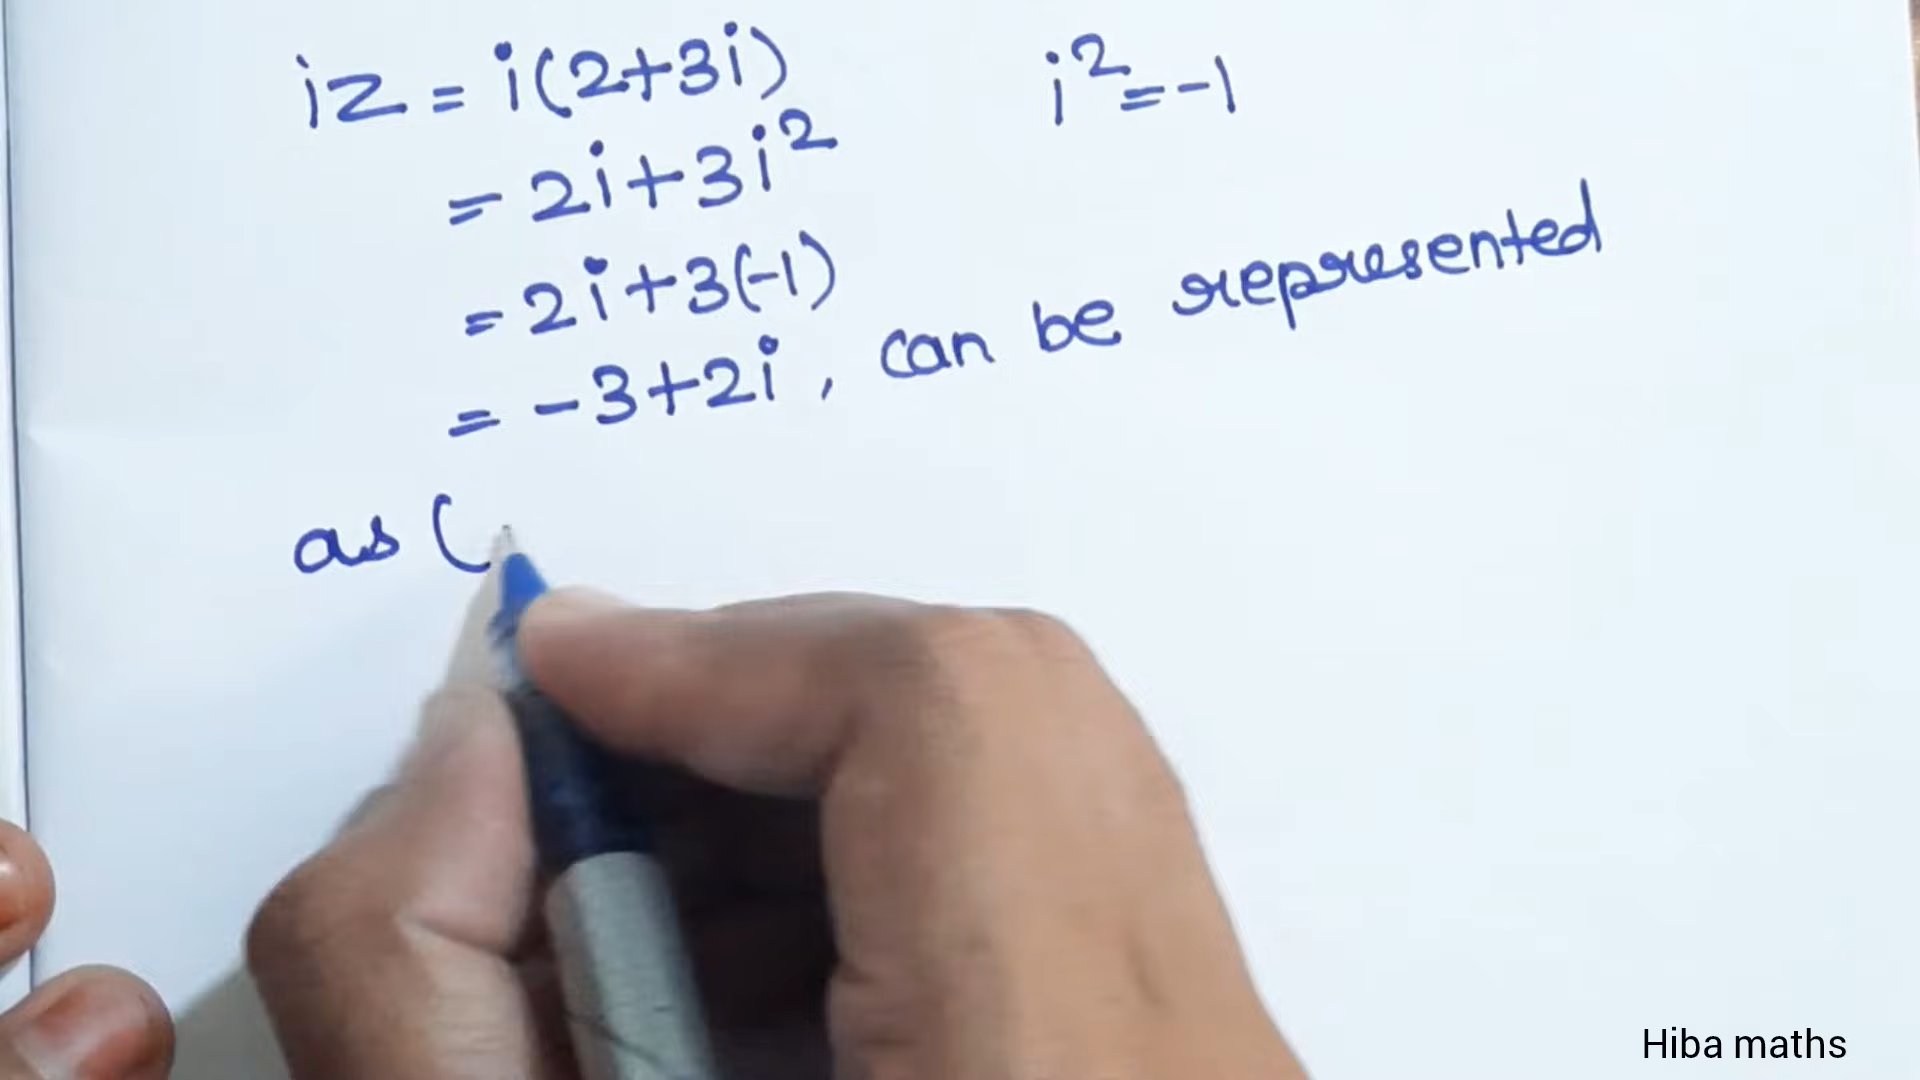 iz = i(2+3i) i²=-1
= 2i+3i²
= 2i+3(-1)
= -3+2i, can be represented
as (
Hiba maths